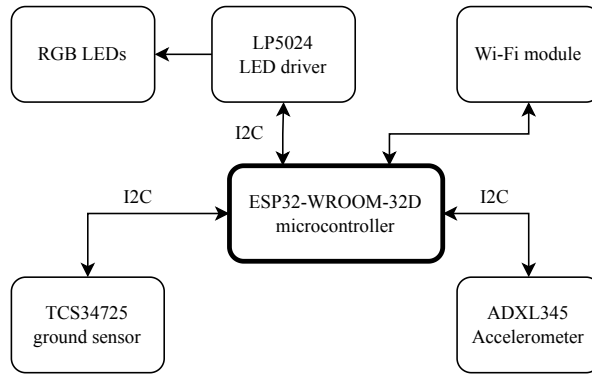 RGB LEDs
LP5024
LED driver
Wi-Fi module
I2C
ESP32-WROOM-32D
microcontroller
I2C
I2C
TCS34725
ground sensor
ADXL345
Accelerometer